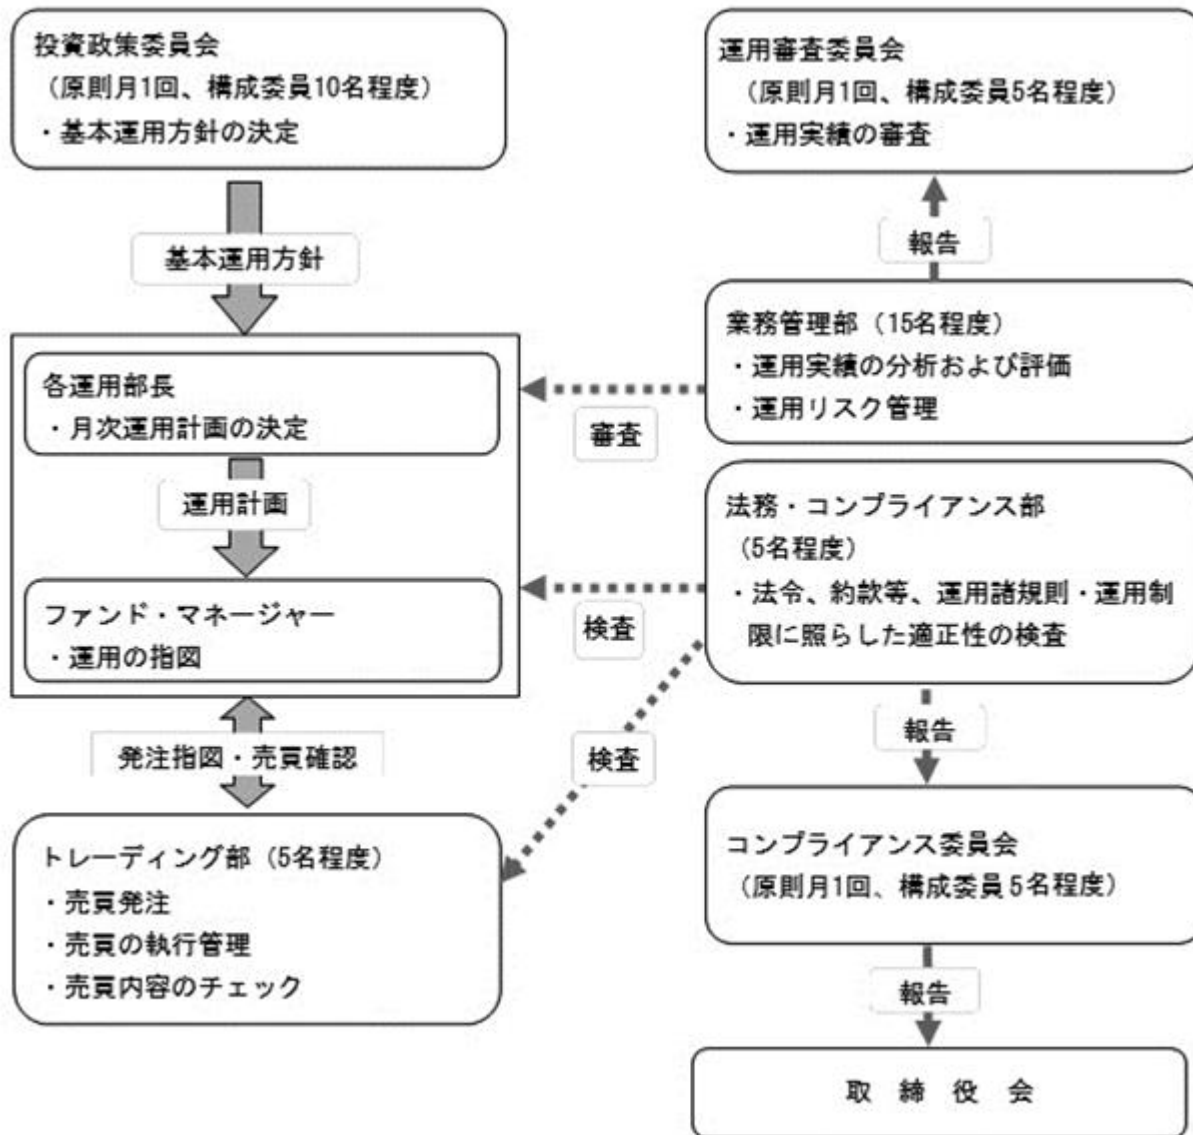 投資政策委員会
（原則月1回、構成委員10名程度）
・基本運用方針の決定
基本運用方針
各運用部長
・月次運用計画の決定
運用計画
ファンド・マネージャー
・運用の指図
発注指図・売買確認
トレーディング部（5名程度）
・売買発注
・売買の執行管理
・売買内容のチェック
運用審査委員会
（原則月1回、構成委員5名程度）
・運用実績の審査
報告
業務管理部（15名程度）
・運用実績の分析および評価
・運用リスク管理
審査
法務・コンプライアンス部
（5名程度）
・法令、約款等、運用諸規則・運用制
限に照らした適正性の検査
検査
検査
報告
コンプライアンス委員会
（原則月1回、構成委員5名程度）
報告
取 締 役 会